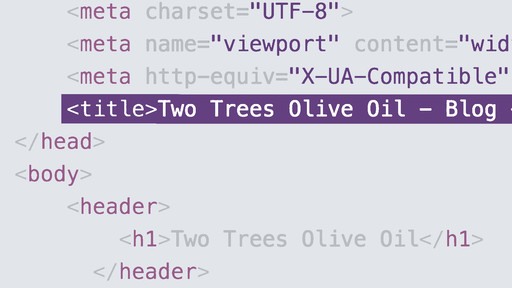 <meta charset="UTF-8">
<meta name="viewport" content="wid
<meta http-equiv="X-UA-Compatible"
<title>Two Trees Olive Oil – Blog
</head>
<body>
<header>
<h1>Two Trees Olive Oil</h1>
</header>